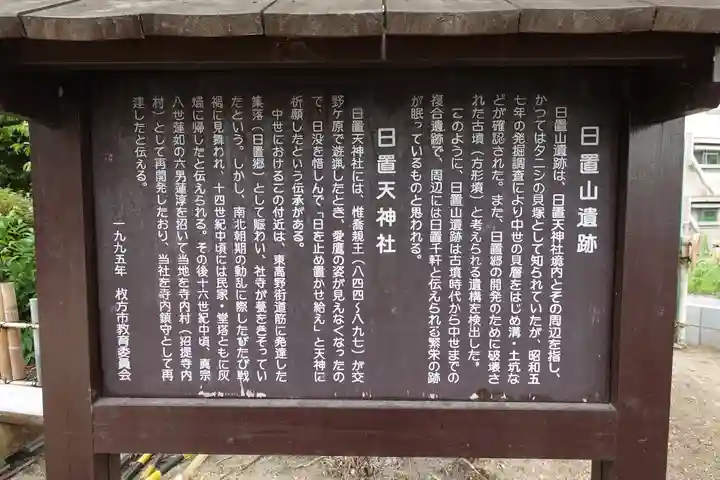 日置山遺跡
日置山遺跡は、日置天神社境内とその周辺を指し、
かつてはタニシの貝塚として知られていたが、昭和五
七年の発掘調査により中世の貝層をはじめ溝・土坑な
どが確認された。また、日置郷の開発のために破壊さ
れた古墳（方形墳）と考えられる遺構を検出した。
このように、日置山遺跡は古墳時代から中世までの
複合遺跡で、周辺には日置千軒と伝えられる繁栄の跡
が眠っているものと思われる。
日置天神社
日置天神社には、惟喬親王（八四四〜八九七）が交
野ケ原で遊猟したとき、愛鷹の姿が見えなくなったの
で、日没を惜しんで「日を止め置かせ給え」と天神に
祈願したという伝承がある。
中世におけるこの付近は、東高野街道筋に発達した
集落（日置郷）として賑わい、社寺が甍をきそってい
たという。しかし、南北朝期の動乱に際したびたび戦
禍に見舞われ、十四世紀中頃には民家・堂塔ともに灰
燼に帰したと伝えられる。その後十六世紀中頃、真宗
八世蓮如の六男蓮淳を招いて当地を寺内村（招提寺内
村）として再開発したおり、当社を寺内鎮守として再
建したと伝える。
一九九五年　枚方市教育委員会